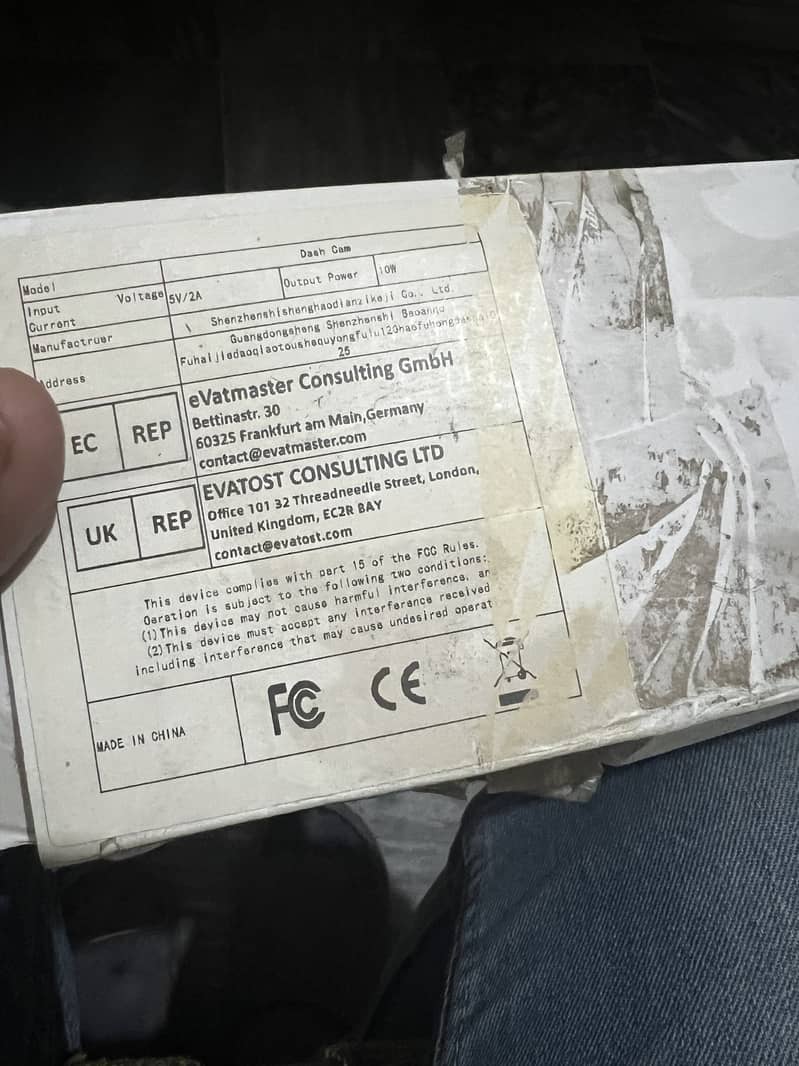 Model Dash Cam
Input Voltage 5V/2A Output Power 10W
Current
Manufactruer Shenzhenshishenghaodianzikeji Co., Ltd.
Address Guangdongsheng Shenzhenshi Baoanqu
25
EC REP eVatmaster Consulting GmbH
Bettinastr. 30
60325 Frankfurt am Main,Germany
contact@evatmaster.com
UK REP EVATOST CONSULTING LTD
Office 101 32 Threadneedle Street, London,
United Kingdom, EC2R 8AY
contact@evatost.com
This device complies with part 15 of the FCC Rules.
Oeration is subject to the following two conditions:
(1)This device may not cause harmful interference, an
(2)This device must accept any interference received
including interference that may cause undesired operat
MADE IN CHINA FC CE